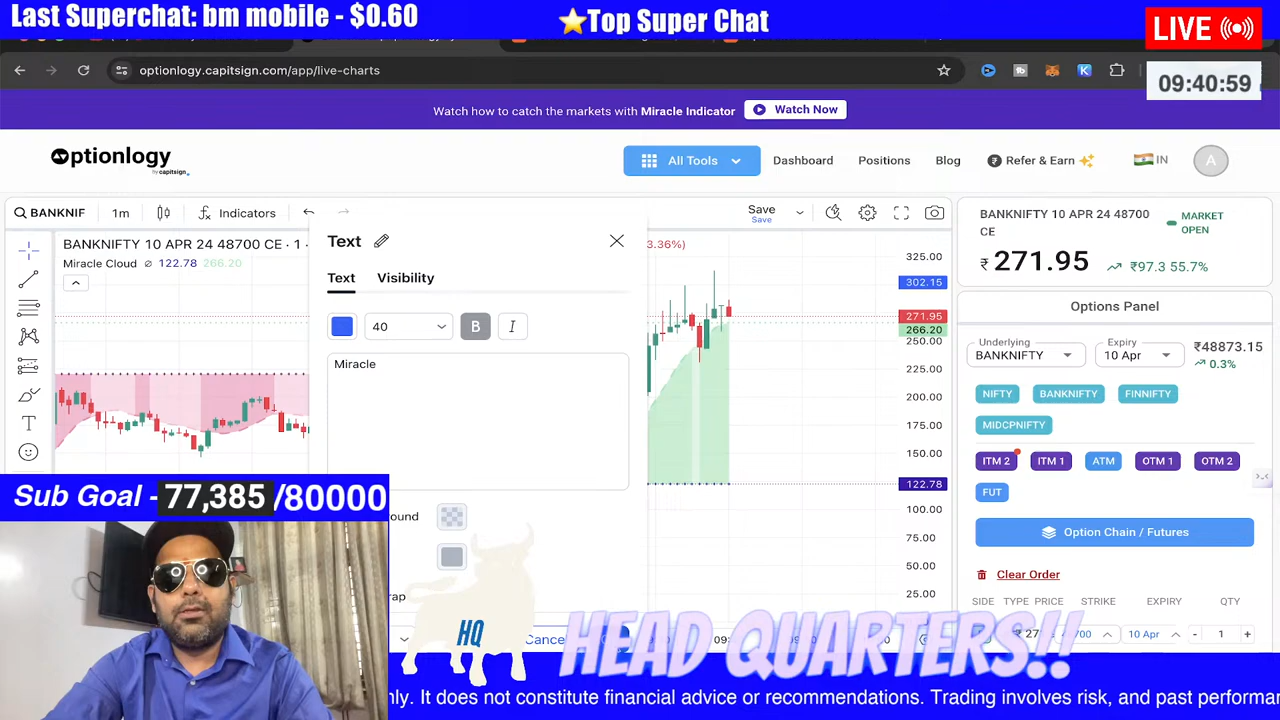 Last Superchat: bm mobile - $0.60
⭐Top Super Chat
LIVE
optionlogy.capitsign.com/app/live-charts
09:40:59
Watch how to catch the markets with Miracle Indicator
Watch Now
optionlogy
by capitsign
All Tools
Dashboard
Positions
Blog
Refer & Earn
IN
A
BANKNIF
1m
Indicators
Save
Save
BANKNIFTY 10 APR 24 48700 CE · 1 ·
3.36%)
Miracle Cloud ⌀ 122.78 266.20
Text
Text
Visibility
40
B
I
Miracle
ound
rap
Cancel
325.00
302.15
271.95
266.20
250.00
225.00
200.00
175.00
150.00
122.78
100.00
75.00
50.00
25.00
BANKNIFTY 10 APR 24 48700
CE
MARKET
OPEN
₹ 271.95
₹97.3 55.7%
Options Panel
Underlying
BANKNIFTY
Expiry
10 Apr
₹48873.15
0.3%
NIFTY
BANKNIFTY
FINNIFTY
MIDCPNIFTY
ITM 2
ITM 1
ATM
OTM 1
OTM 2
FUT
Option Chain / Futures
Clear Order
SIDE TYPE PRICE STRIKE EXPIRY QTY
10 Apr
- 1 +
Sub Goal - 77,385 /80000
HQ
HEAD QUARTERS!!
nly. It does not constitute financial advice or recommendations. Trading involves risk, and past performa